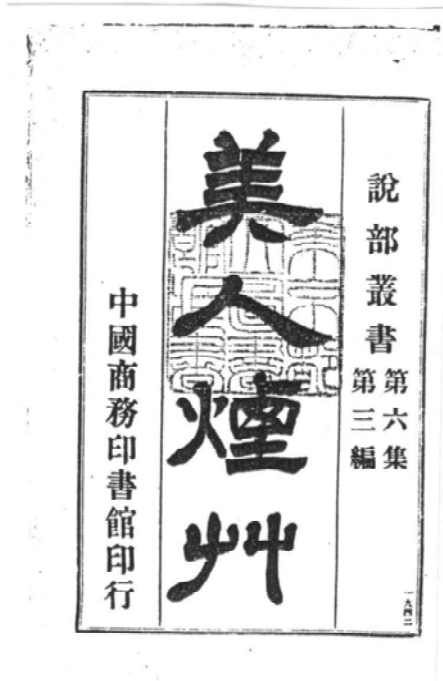 說部叢書
第六集
第三編
美人煙艸
中國商務印書館印行